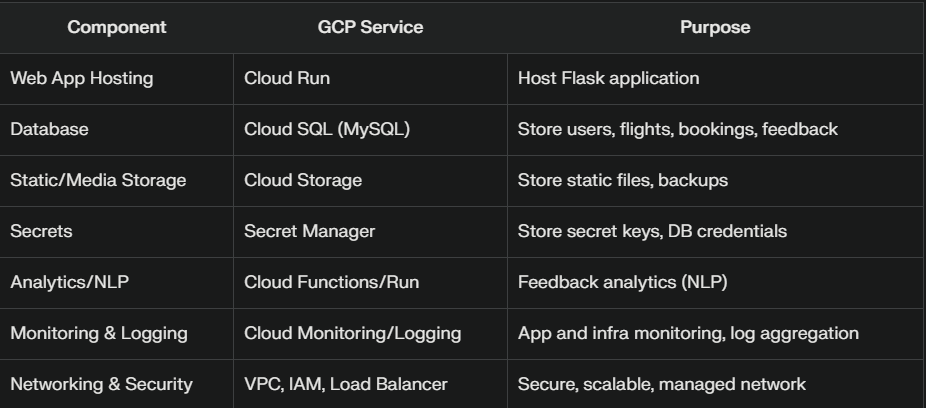 Component GCP Service Purpose
Web App Hosting Cloud Run Host Flask application
Database Cloud SQL (MySQL) Store users, flights, bookings, feedback
Static/Media Storage Cloud Storage Store static files, backups
Secrets Secret Manager Store secret keys, DB credentials
Analytics/NLP Cloud Functions/Run Feedback analytics (NLP)
Monitoring & Logging Cloud Monitoring/Logging App and infra monitoring, log aggregation
Networking & Security VPC, IAM, Load Balancer Secure, scalable, managed network